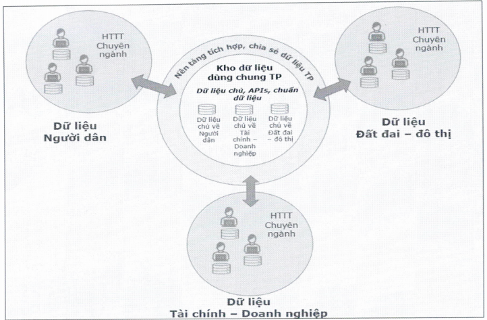 HTTT
Chuyên
ngành
Dữ liệu
Người dân
Nền tảng tích hợp, chia sẻ dữ liệu TP
Kho dữ liệu
dùng chung TP
Dữ liệu chủ, APIs, chuẩn
dữ liệu
Dữ liệu
chủ về
Người
dân
Dữ liệu
chủ về
Tài
chính –
Doanh
nghiệp
Dữ liệu
chủ về
Đất đai
– đô thị
HTTT
Chuyên
ngành
Dữ liệu
Đất đai – đô thị
HTTT
Chuyên
ngành
Dữ liệu
Tài chính – Doanh nghiệp